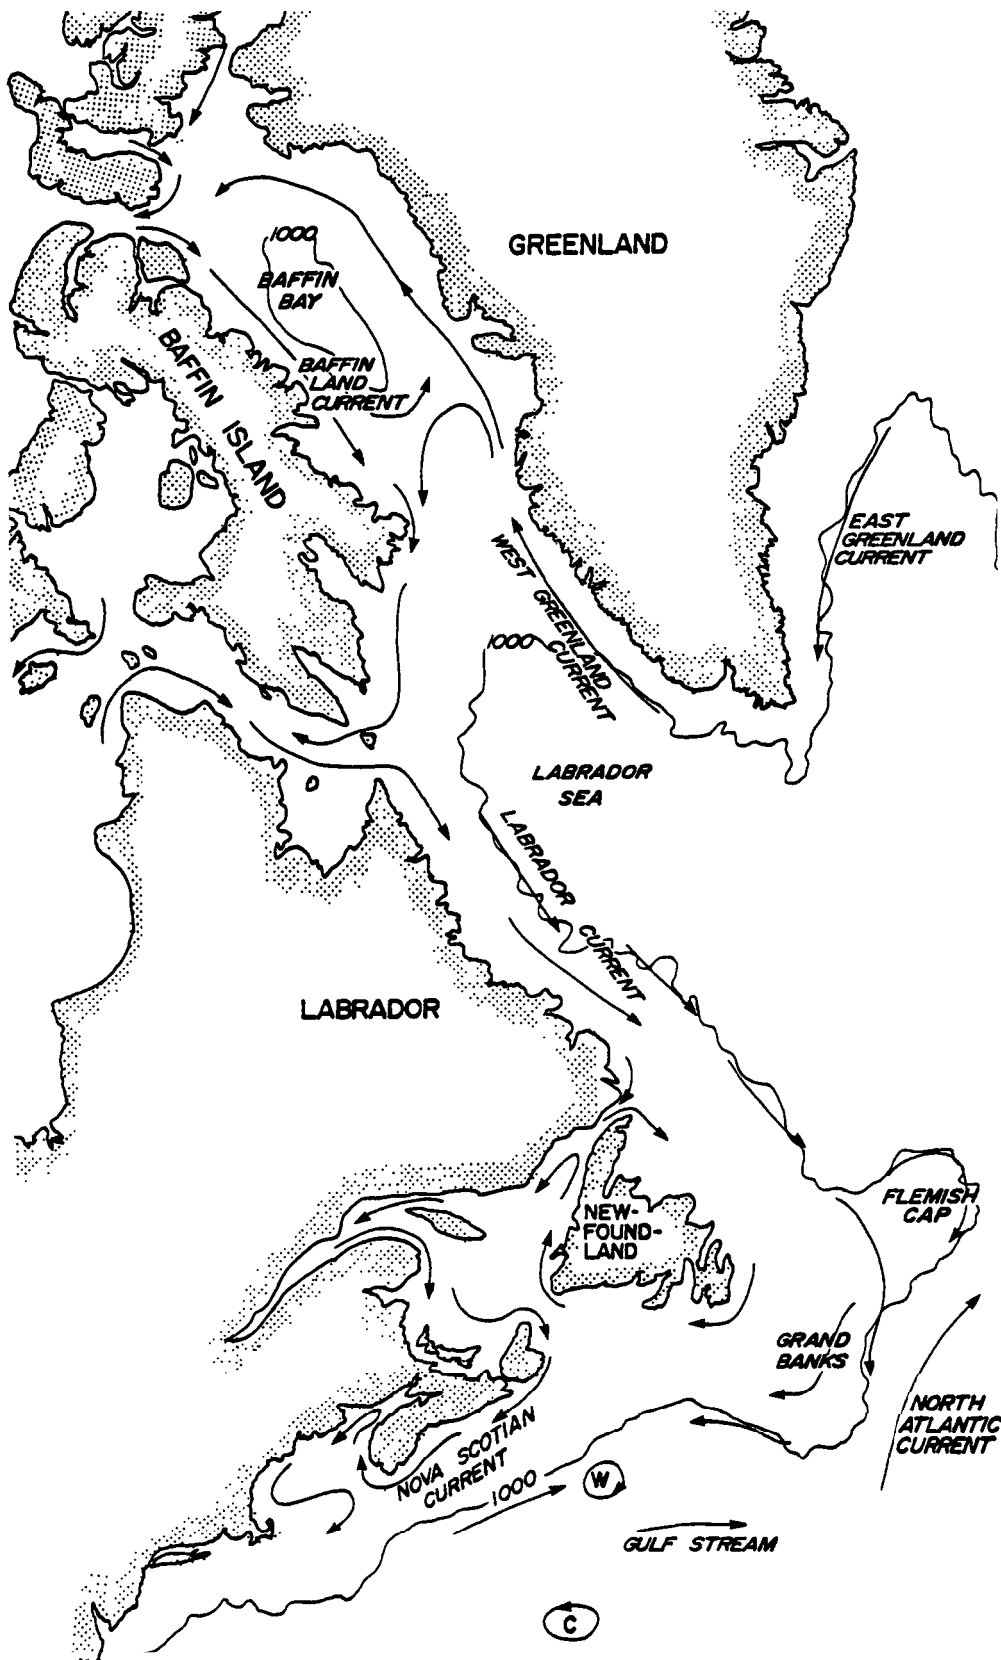 GREENLAND
1000
BAFFIN
BAY
BAFFIN ISLAND
BAFFIN
LAND
CURRENT
EAST
GREENLAND
CURRENT
WEST GREENLAND
CURRENT
1000
LABRADOR
SEA
LABRADOR CURRENT
LABRADOR
FLEMISH
CAP
NEW-
FOUND-
LAND
GRAND
BANKS
NORTH
ATLANTIC
CURRENT
NOVA SCOTIAN
CURRENT
1000
W
GULF STREAM
C